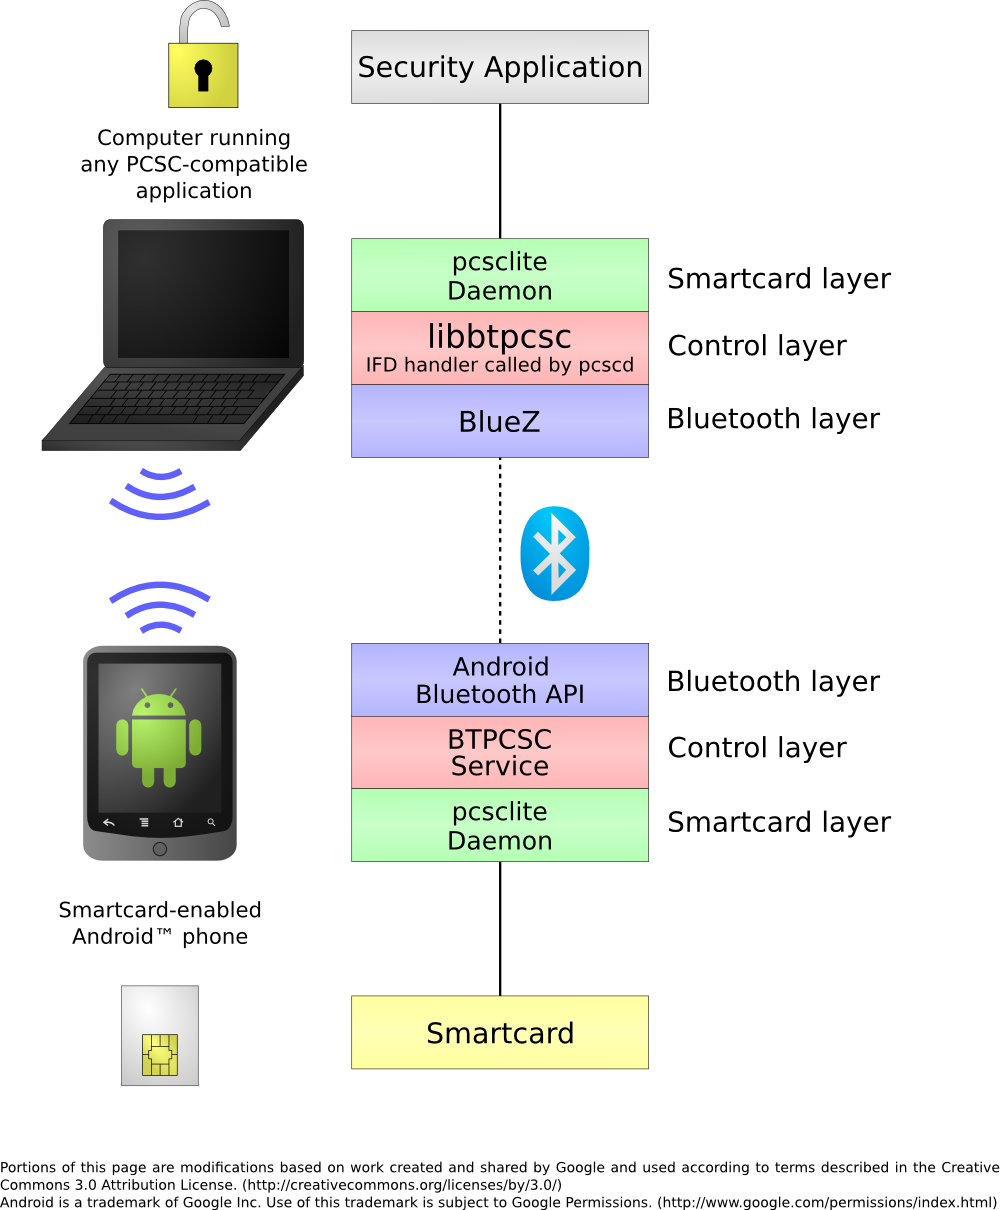 Security Application
Computer running
any PCSC-compatible
application
pcsclite
Daemon
Smartcard layer
libbtpcsc
IFD handler called by pcscd
Control layer
BlueZ
Bluetooth layer
Android
Bluetooth API
Bluetooth layer
BTPCSC
Service
Control layer
pcsclite
Daemon
Smartcard layer
Smartcard-enabled
Android™ phone
Smartcard
Portions of this page are modifications based on work created and shared by Google and used according to terms described in the Creative
Commons 3.0 Attribution License. (http://creativecommons.org/licenses/by/3.0/)
Android is a trademark of Google Inc. Use of this trademark is subject to Google Permissions. (http://www.google.com/permissions/index.html)